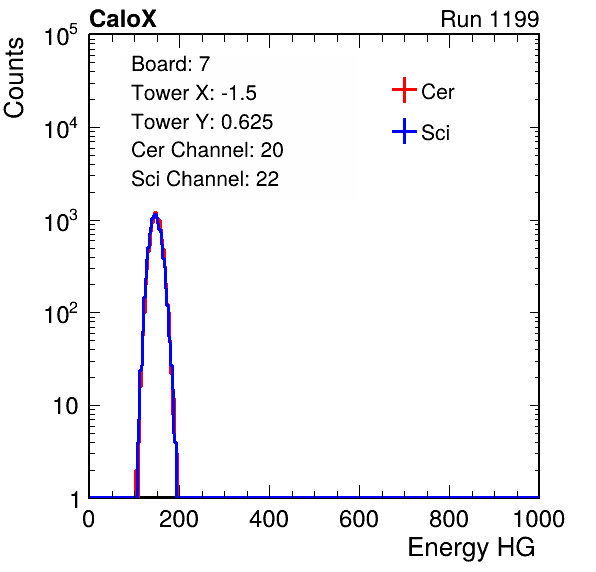 CaloX Run 1199
Counts
Board: 7
Tower X: -1.5
Tower Y: 0.625
Cer Channel: 20
Sci Channel: 22
Cer
Sci
10^5
10^4
10^3
10^2
10
1
0 200 400 600 800 1000
Energy HG